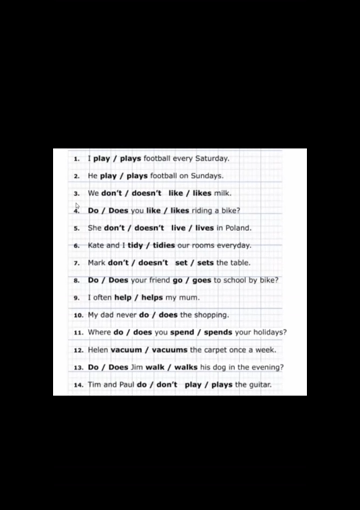 1. I play / plays football every Saturday.
2. He play / plays football on Sundays.
3. We don't / doesn't like / likes milk.
4. Do / Does you like / likes riding a bike?
5. She don't / doesn't live / lives in Poland.
6. Kate and I tidy / tidies our rooms everyday.
7. Mark don't / doesn't set / sets the table.
8. Do / Does your friend go / goes to school by bike?
9. I often help / helps my mum.
10. My dad never do / does the shopping.
11. Where do / does you spend / spends your holidays?
12. Helen vacuum / vacuums the carpet once a week.
13. Do / Does Jim walk / walks his dog in the evening?
14. Tim and Paul do / don't play / plays the guitar.